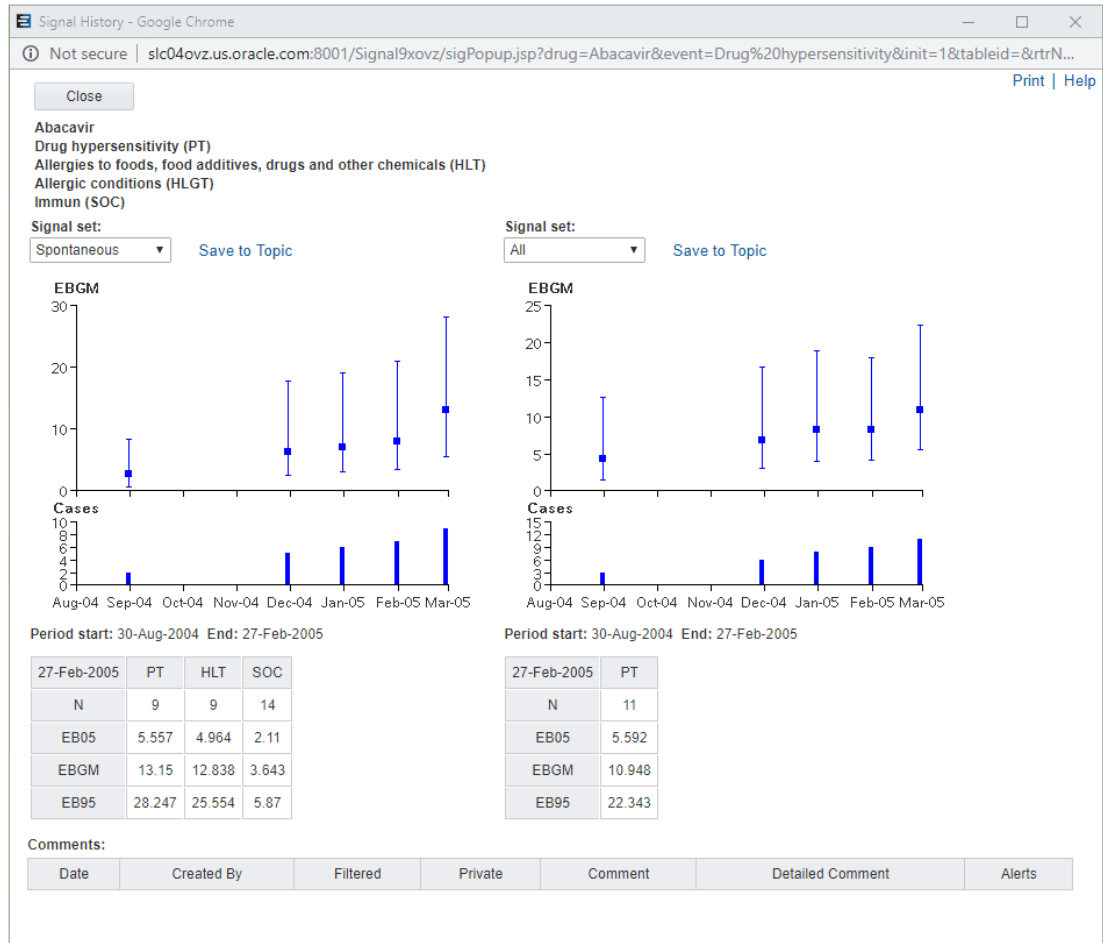 Signal History - Google Chrome
Not secure | slc04ovz.us.oracle.com:8001/Signal9xovz/sigPopup.jsp?drug=Abacavir&event=Drug%20hypersensitivity&init=1&tableid=&rtrN...
Print | Help
Close
Abacavir
Drug hypersensitivity (PT)
Allergies to foods, food additives, drugs and other chemicals (HLT)
Allergic conditions (HLGT)
Immun (SOC)
Signal set:
Spontaneous Save to Topic
EBGM
30
20
10
0
Cases
10
8
6
4
2
0
Aug-04 Sep-04 Oct-04 Nov-04 Dec-04 Jan-05 Feb-05 Mar-05
Period start: 30-Aug-2004 End: 27-Feb-2005
27-Feb-2005 PT HLT SOC
N 9 9 14
EB05 5.557 4.964 2.11
EBGM 13.15 12.838 3.643
EB95 28.247 25.554 5.87
Signal set:
All Save to Topic
EBGM
25
20
15
10
5
0
Cases
15
12
9
6
3
0
Aug-04 Sep-04 Oct-04 Nov-04 Dec-04 Jan-05 Feb-05 Mar-05
Period start: 30-Aug-2004 End: 27-Feb-2005
27-Feb-2005 PT
N 11
EB05 5.592
EBGM 10.948
EB95 22.343
Comments:
Date Created By Filtered Private Comment Detailed Comment Alerts